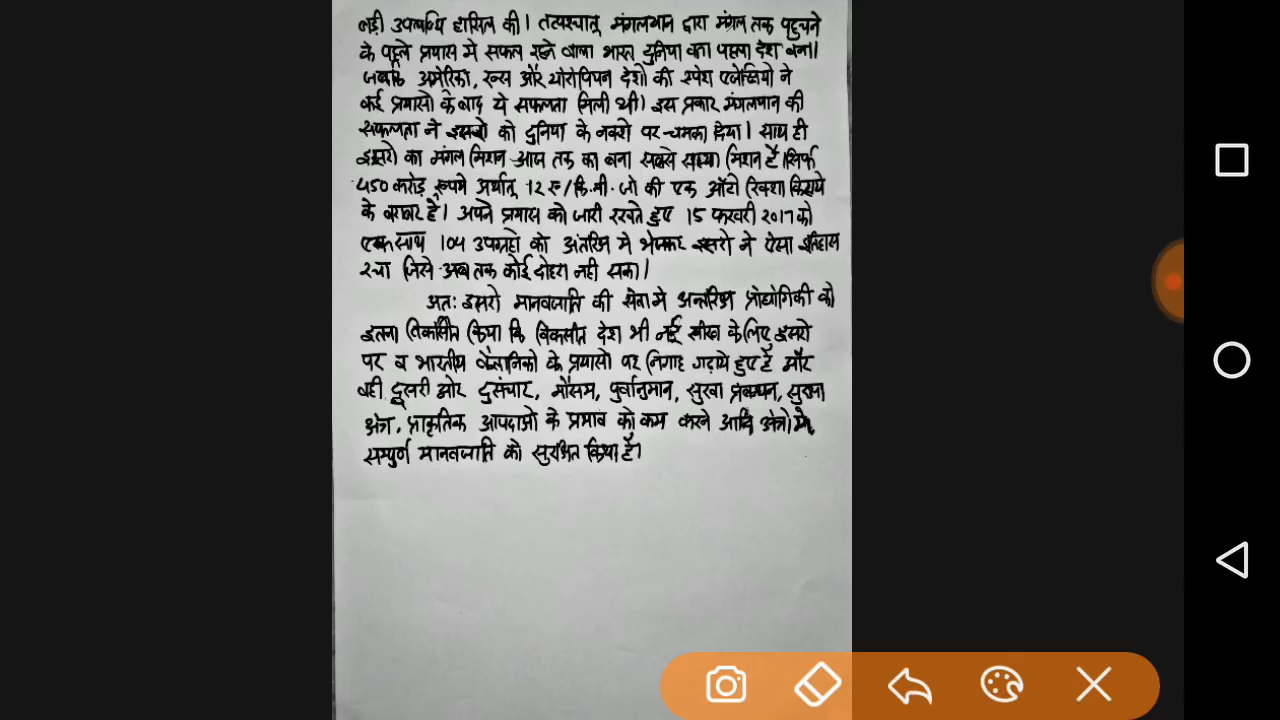 बड़ी उपलब्धि हासिल की। तत्पश्चात् मंगलयान द्वारा मंगल तक पहुचने
के पहले प्रयास मे सफल रहने वाला भारत दुनिया का पहला देश बना।
जबकि अमेरिका, रूस और योरोपियन देशो की स्पेश एजेन्सियो ने
कई प्रयासो के बाद ये सफलता मिली थी। इस प्रकार मंगलयान की
सफलता ने इसरो को दुनिया के नक्शे पर चमका दिया। साथ ही
इसरो का मंगल मिशन आज तक का बना सबसे सस्ता मिशन है। सिर्फ
450 करोड़ रूपये अर्थात् 12 रु/कि.मी. जो की एक ऑटो रिक्शा किराये
के बराबर है। अपने प्रयास को जारी रखते हुए 15 फरवरी 2017 को
एक साथ 104 उपग्रहो को अंतरिक्ष मे भेजकर इसरो ने ऐसा इतिहास
रचा जिसे अब तक कोई दोहरा नही सका।
अतः इसरो मानवजाति की सेवा मे अन्तरिक्ष प्रोद्योगिकी को
इतना विकसित किया कि विकसीत देश भी नई सीख के लिए इसरो
पर व भारतीय वैज्ञानिको के प्रयासो पर निगाह गढ़ाये हुए है और
वही दूसरी ओर दुसंचार, मौसम, पुर्वानुमान, सुरक्षा प्रबन्धन, सुरक्षा
क्षेत्र, प्राकृतिक आपदाओ के प्रभाव को कम करने आदि क्षेत्रो मे
सम्पुर्ण मानवजाति को सुरक्षित किया है।